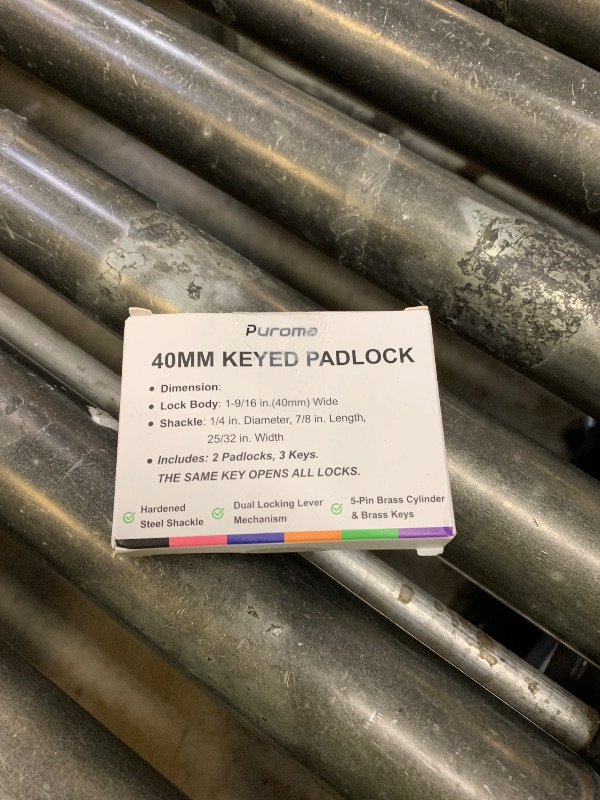 Puroma
40MM KEYED PADLOCK
• Dimension:
• Lock Body: 1-9/16 in.(40mm) Wide
• Shackle: 1/4 in. Diameter, 7/8 in. Length,
25/32 in. Width
• Includes: 2 Padlocks, 3 Keys.
THE SAME KEY OPENS ALL LOCKS.
Hardened
Steel Shackle
Dual Locking Lever
Mechanism
5-Pin Brass Cylinder
& Brass Keys